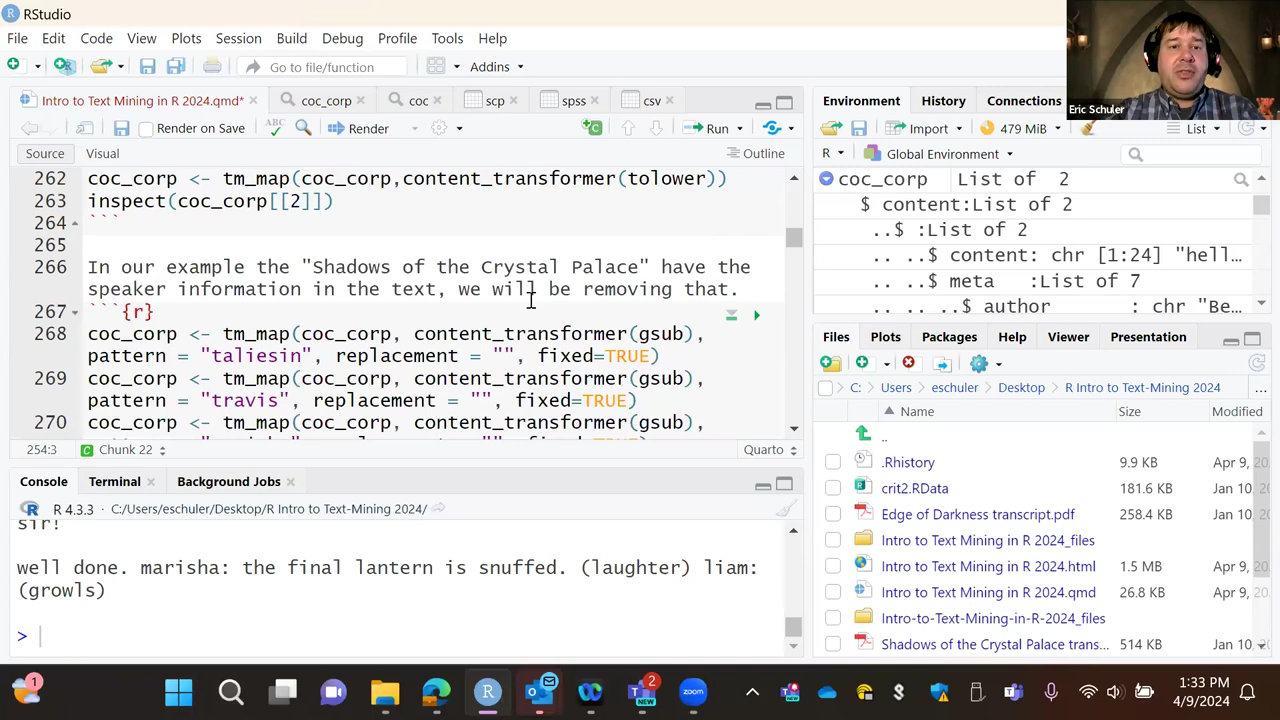 RStudio
File Edit Code View Plots Session Build Debug Profile Tools Help
Go to file/function Addins
Intro to Text Mining in R 2024.qmd* coc_corp coc scp spss csv
Render on Save ABC Render Run
Source Visual Outline
262 coc_corp <- tm_map(coc_corp,content_transformer(tolower))
263 inspect(coc_corp[[2]])
264 ```
265
266 In our example the "Shadows of the Crystal Palace" have the
speaker information in the text, we will be removing that.
267 ```{r}
268 coc_corp <- tm_map(coc_corp, content_transformer(gsub),
pattern = "taliesin", replacement = "", fixed=TRUE)
269 coc_corp <- tm_map(coc_corp, content_transformer(gsub),
pattern = "travis", replacement = "", fixed=TRUE)
270 coc_corp <- tm_map(coc_corp, content_transformer(gsub),
254:3 Chunk 22 Quarto
Console Terminal Background Jobs
R 4.3.3 · C:/Users/eschuler/Desktop/R Intro to Text-Mining 2024/
sir!
well done. marisha: the final lantern is snuffed. (laughter) liam:
(growls)
>
Environment History Connections
Import 479 MiB List
R Global Environment
coc_corp List of 2
$ content:List of 2
..$ :List of 2
.. ..$ content: chr [1:24] "hell…
.. ..$ meta :List of 7
.. .. ..$ author : chr "Be…
Files Plots Packages Help Viewer Presentation
C: Users eschuler Desktop R Intro to Text-Mining 2024 ...
Name Size Modified
..
.Rhistory 9.9 KB Apr 9, 20
crit2.RData 181.6 KB Jan 10,
Edge of Darkness transcript.pdf 258.4 KB Jan 10,
Intro to Text Mining in R 2024_files
Intro to Text Mining in R 2024.html 1.5 MB Apr 9, 20
Intro to Text Mining in R 2024.qmd 26.8 KB Apr 9, 20
Intro-to-Text-Mining-in-R-2024_files
Shadows of the Crystal Palace trans... 514 KB Jan 10,
Eric Schuler
1 2 NEW NEW zoom
1:33 PM
4/9/2024